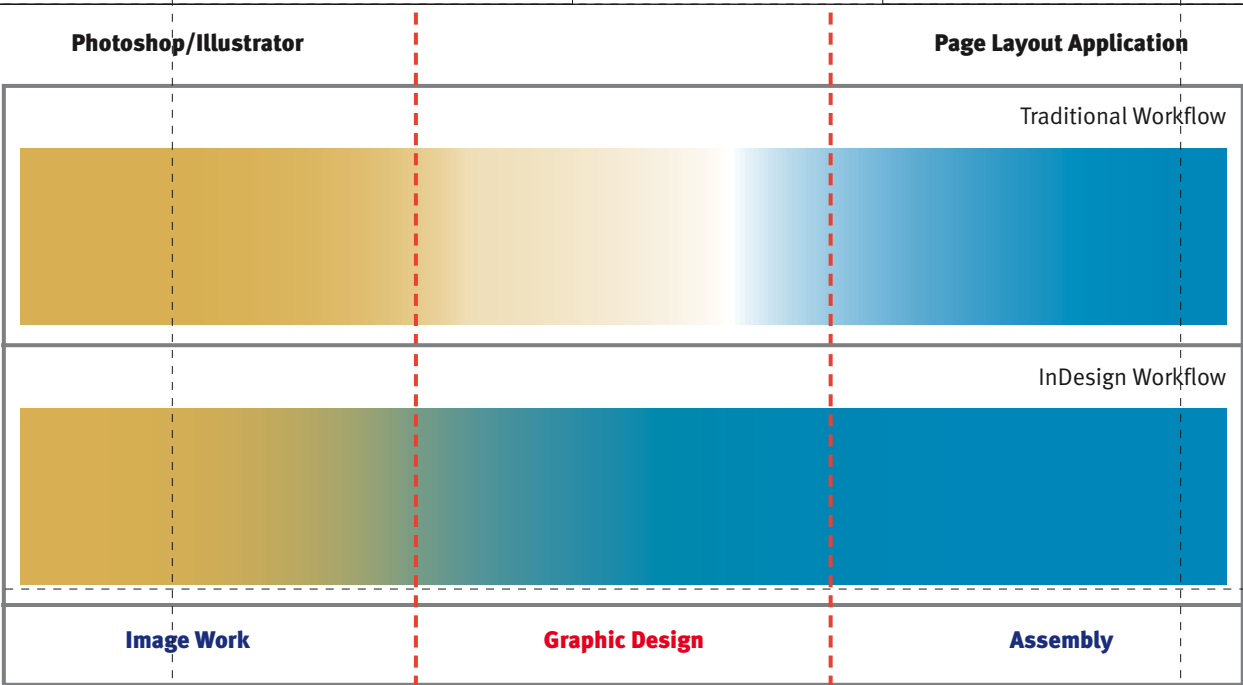 Photoshop/Illustrator
Page Layout Application
Traditional Workflow
InDesign Workflow
Image Work
Graphic Design
Assembly